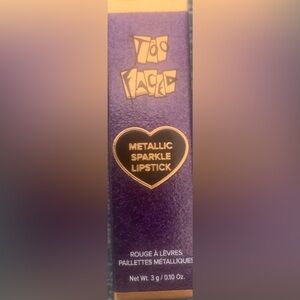 Too
Faced
METALLIC
SPARKLE
LIPSTICK
ROUGE À LÈVRES
PAILLETTES MÉTALLIQUES
Net Wt. 3 g / 0.10 Oz.